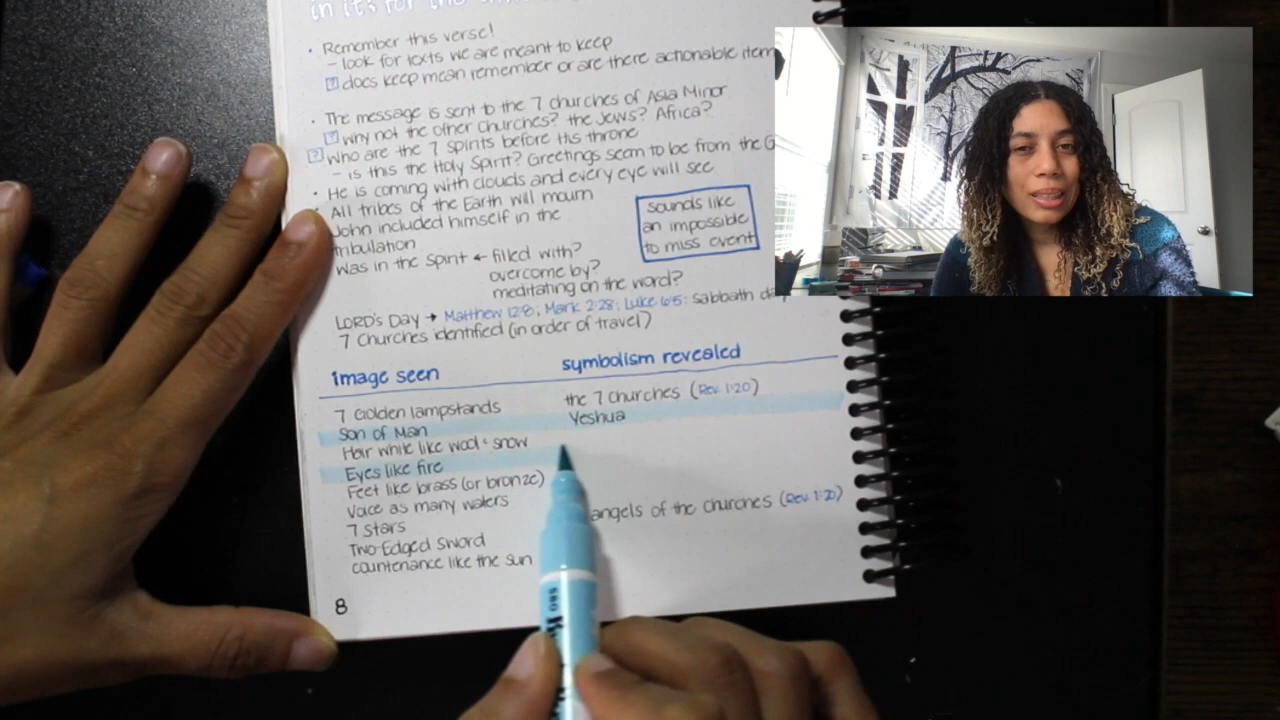 in it: for the
• Remember this verse!
- look for texts we are meant to keep
? does keep mean remember or are there actionable item
• The message is sent to the 7 churches of Asia Minor
? why not the other churches? the Jews? Africa?
? who are the 7 spirits before His throne
- is this the Holy Spirit? Greetings seem to be from the G
• He is coming with clouds and every eye will see
• All tribes of the Earth will mourn
John included himself in the
tribulation
sounds like
an impossible
to miss event
was in the spirit ← filled with?
overcome by?
meditating on the word?
LORD'S Day → Matthew 12:8; Mark 2:28; Luke 6:5: sabbath da
7 Churches identified (in order of travel)
image seen symbolism revealed
7 Golden lampstands the 7 churches (Rev. 1:20)
Son of Man Yeshua
Hair white like wool & snow
Eyes like fire
Feet like brass (or bronze)
Voice as many waters
7 stars angels of the churches (Rev. 1:20)
Two-Edged Sword
countenance like the sun
8